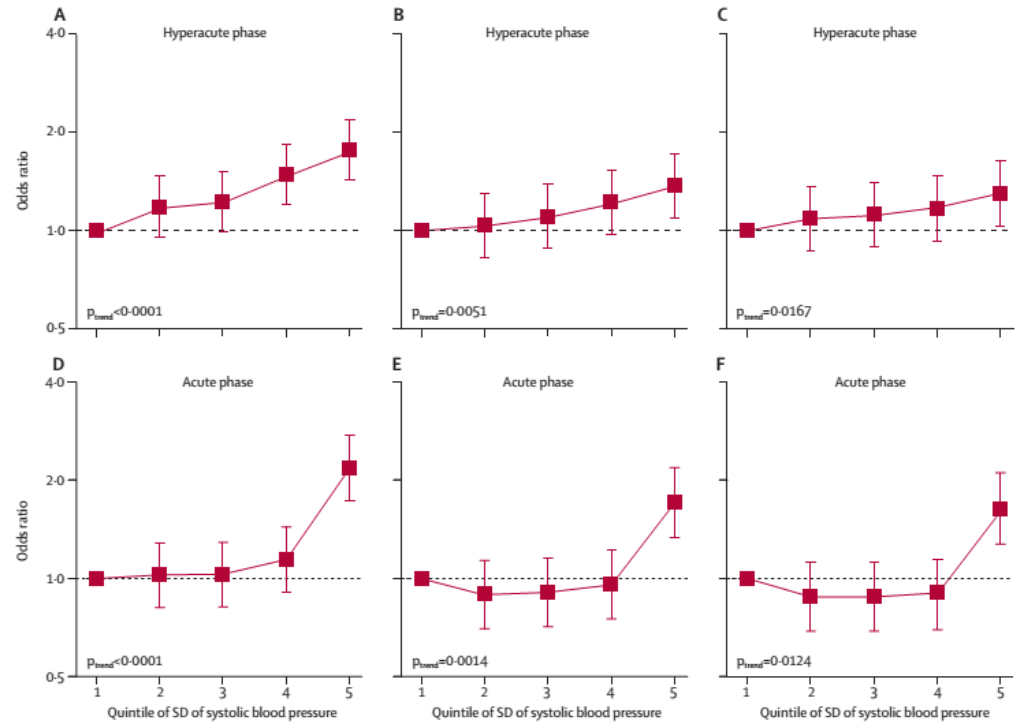 A
B
C
Hyperacute phase
Hyperacute phase
Hyperacute phase
4·0
2·0
1·0
0·5
Odds ratio
ptrend<0·0001
ptrend=0·0051
ptrend=0·0167
D
E
F
Acute phase
Acute phase
Acute phase
4·0
2·0
1·0
0·5
Odds ratio
ptrend<0·0001
ptrend=0·0014
ptrend=0·0124
1 2 3 4 5
1 2 3 4 5
1 2 3 4 5
Quintile of SD of systolic blood pressure
Quintile of SD of systolic blood pressure
Quintile of SD of systolic blood pressure